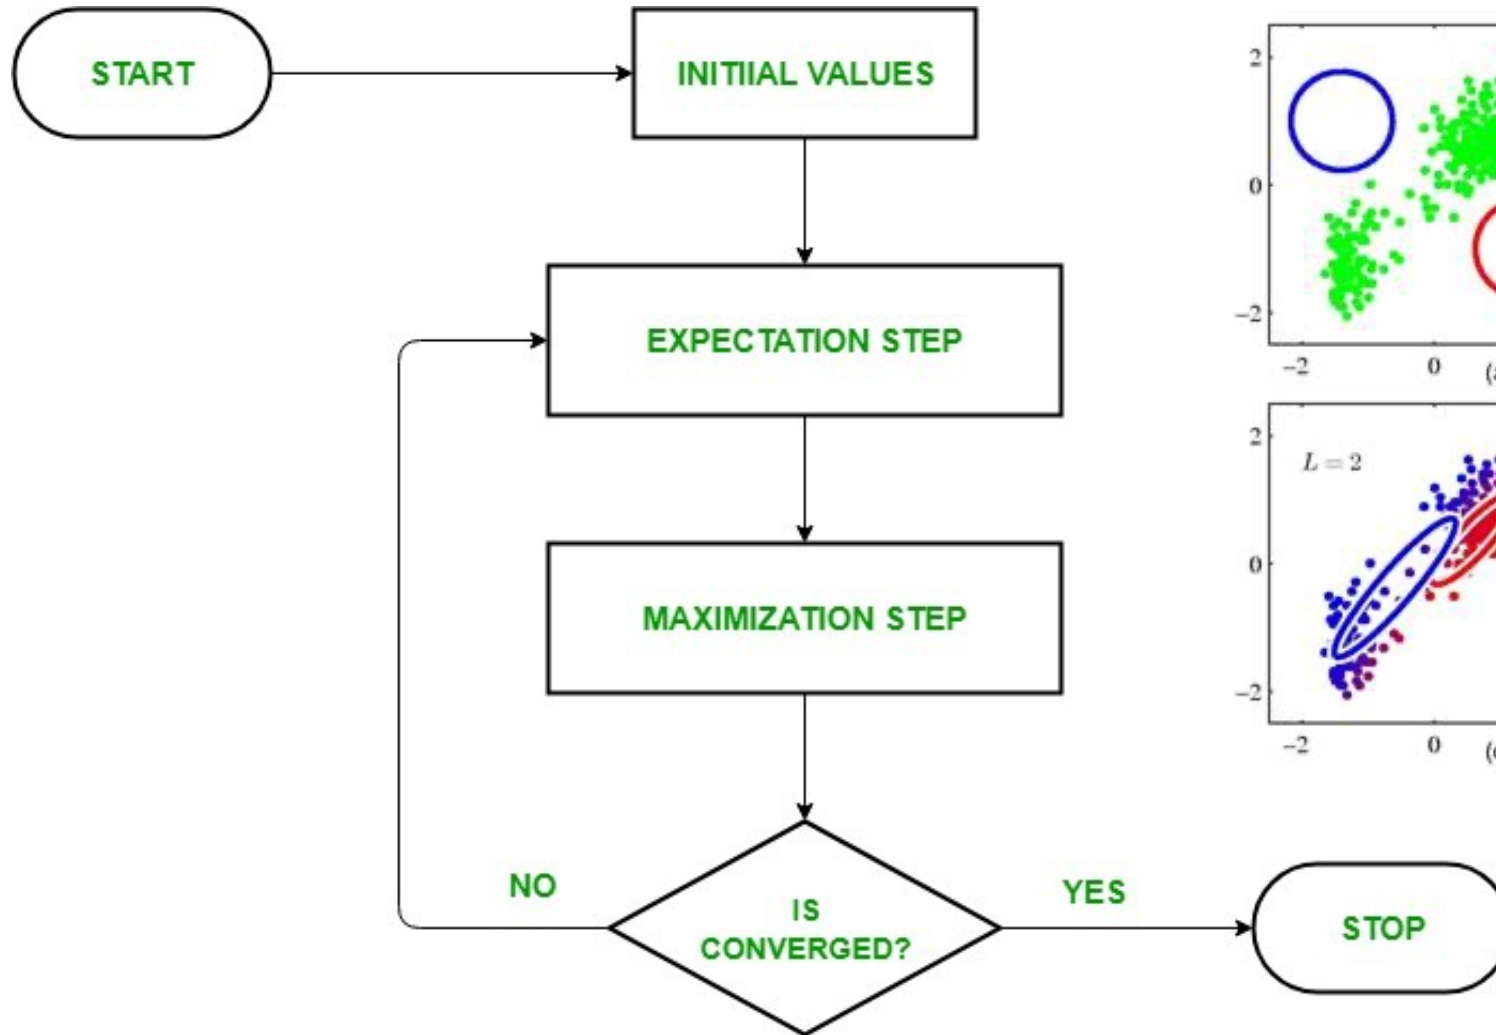 START
INITIIAL VALUES
EXPECTATION STEP
MAXIMIZATION STEP
NO
IS
CONVERGED?
YES
STOP
2
0
−2
−2
0
(a
2
L = 2
0
−2
−2
0